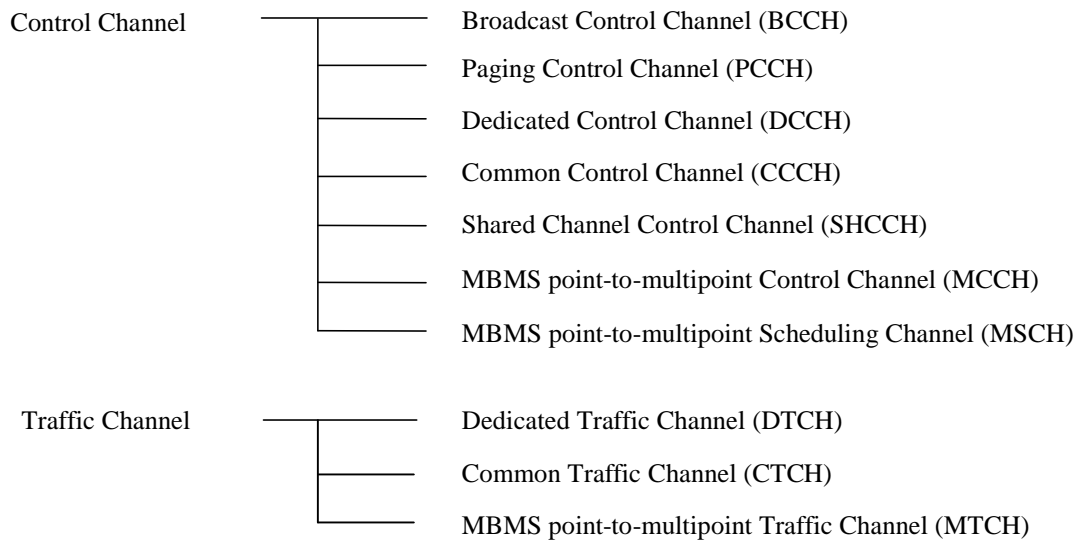 Control Channel
Broadcast Control Channel (BCCH)
Paging Control Channel (PCCH)
Dedicated Control Channel (DCCH)
Common Control Channel (CCCH)
Shared Channel Control Channel (SHCCH)
MBMS point-to-multipoint Control Channel (MCCH)
MBMS point-to-multipoint Scheduling Channel (MSCH)
Traffic Channel
Dedicated Traffic Channel (DTCH)
Common Traffic Channel (CTCH)
MBMS point-to-multipoint Traffic Channel (MTCH)